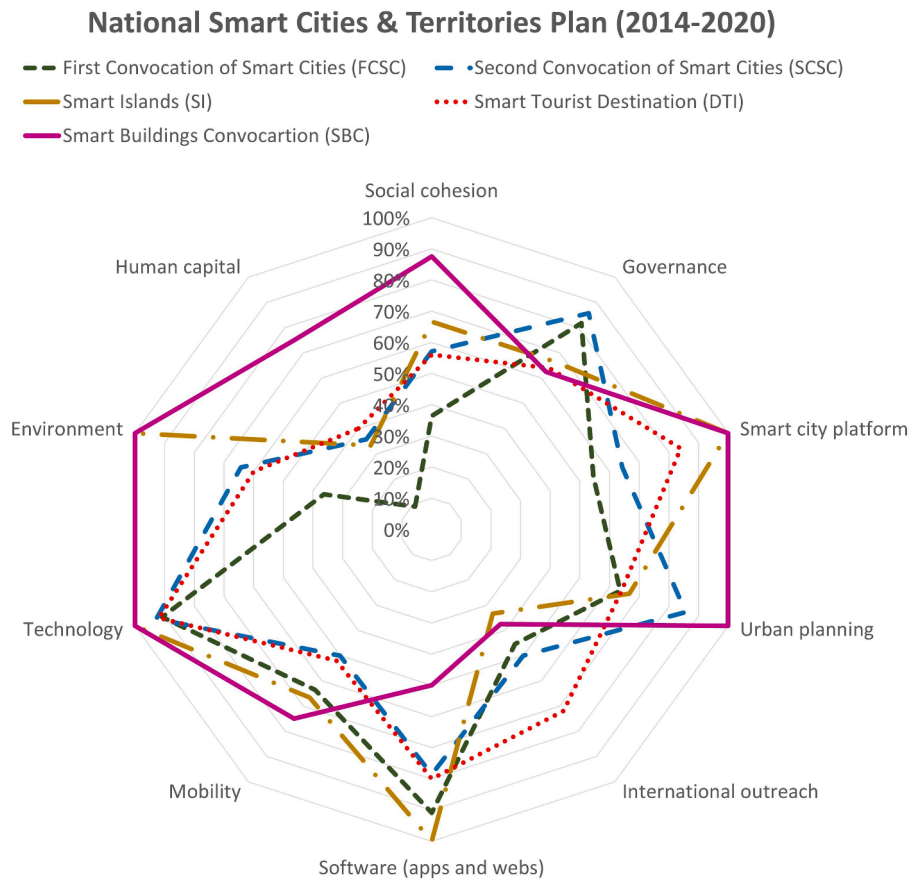 National Smart Cities & Territories Plan (2014-2020)
First Convocation of Smart Cities (FCSC)
Second Convocation of Smart Cities (SCSC)
Smart Islands (SI)
Smart Tourist Destination (DTI)
Smart Buildings Convocartion (SBC)
Social cohesion
100%
90%
80%
70%
60%
50%
40%
30%
20%
10%
0%
Human capital
Governance
Environment
Smart city platform
Technology
Urban planning
Mobility
International outreach
Software (apps and webs)